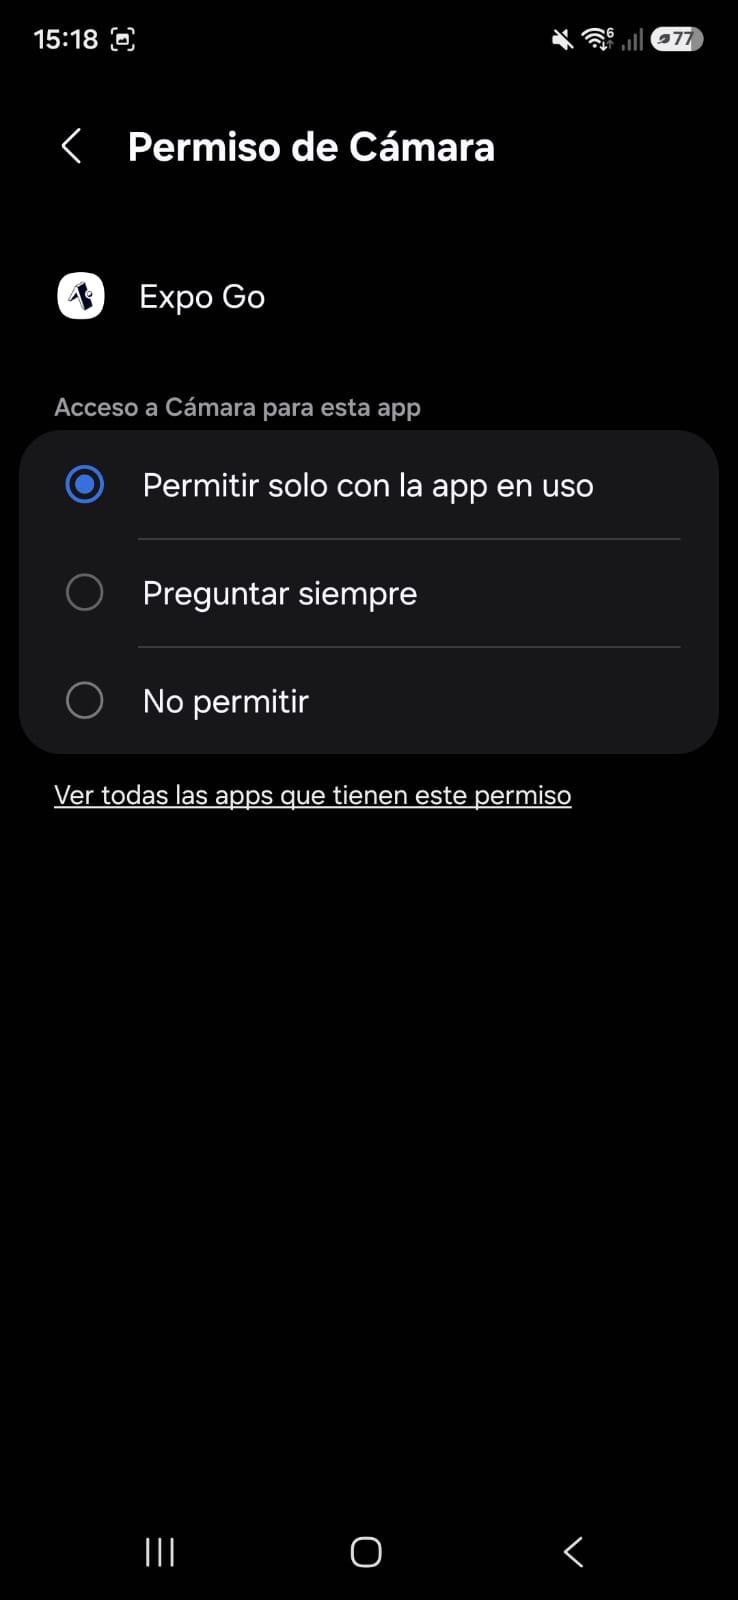 15:18
6
77
Permiso de Cámara
Expo Go
Acceso a Cámara para esta app
Permitir solo con la app en uso
Preguntar siempre
No permitir
Ver todas las apps que tienen este permiso